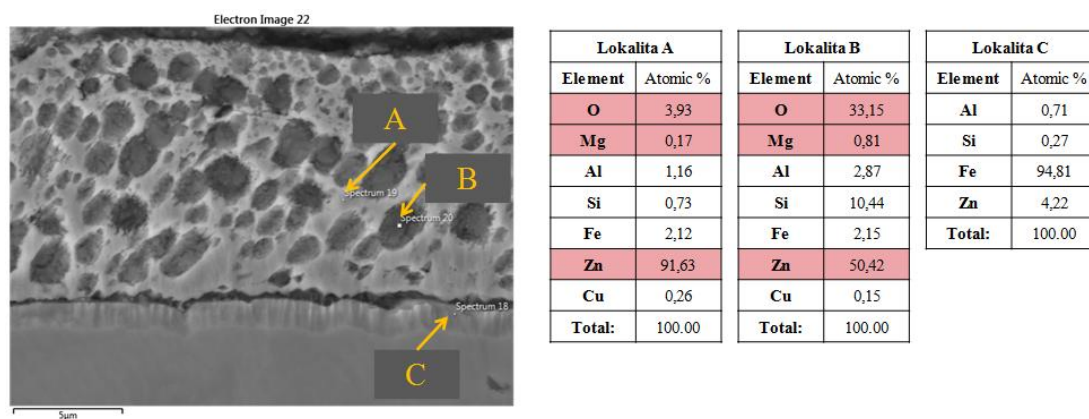 Electron Image 22
A
Spectrum 19
B
Spectrum 20
Spectrum 18
C
5µm
Lokalita A
Element Atomic %
O 3,93
Mg 0,17
Al 1,16
Si 0,73
Fe 2,12
Zn 91,63
Cu 0,26
Total: 100.00
Lokalita B
Element Atomic %
O 33,15
Mg 0,81
Al 2,87
Si 10,44
Fe 2,15
Zn 50,42
Cu 0,15
Total: 100.00
Lokalita C
Element Atomic %
Al 0,71
Si 0,27
Fe 94,81
Zn 4,22
Total: 100.00